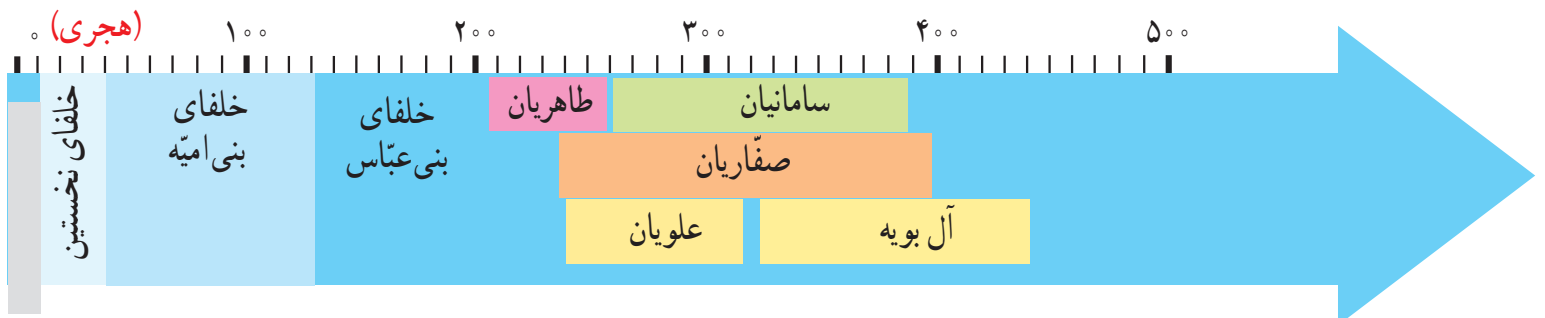 ۰ (هجری) ۱۰۰ ۲۰۰ ۳۰۰ ۴۰۰ ۵۰۰
خلفای نخستین
خلفای
بنی‌امیّه
خلفای
بنی‌عبّاس
طاهریان
سامانیان
صفّاریان
علویان
آل بویه